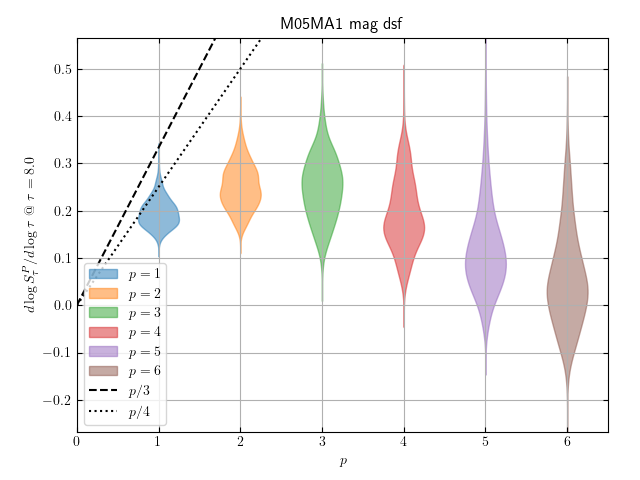 M05MA1 mag dsf
d log S_τ^P / d log τ @ τ = 8.0
0.5
0.4
0.3
0.2
0.1
0.0
−0.1
−0.2
p = 1
p = 2
p = 3
p = 4
p = 5
p = 6
p/3
p/4
0 1 2 3 4 5 6
p